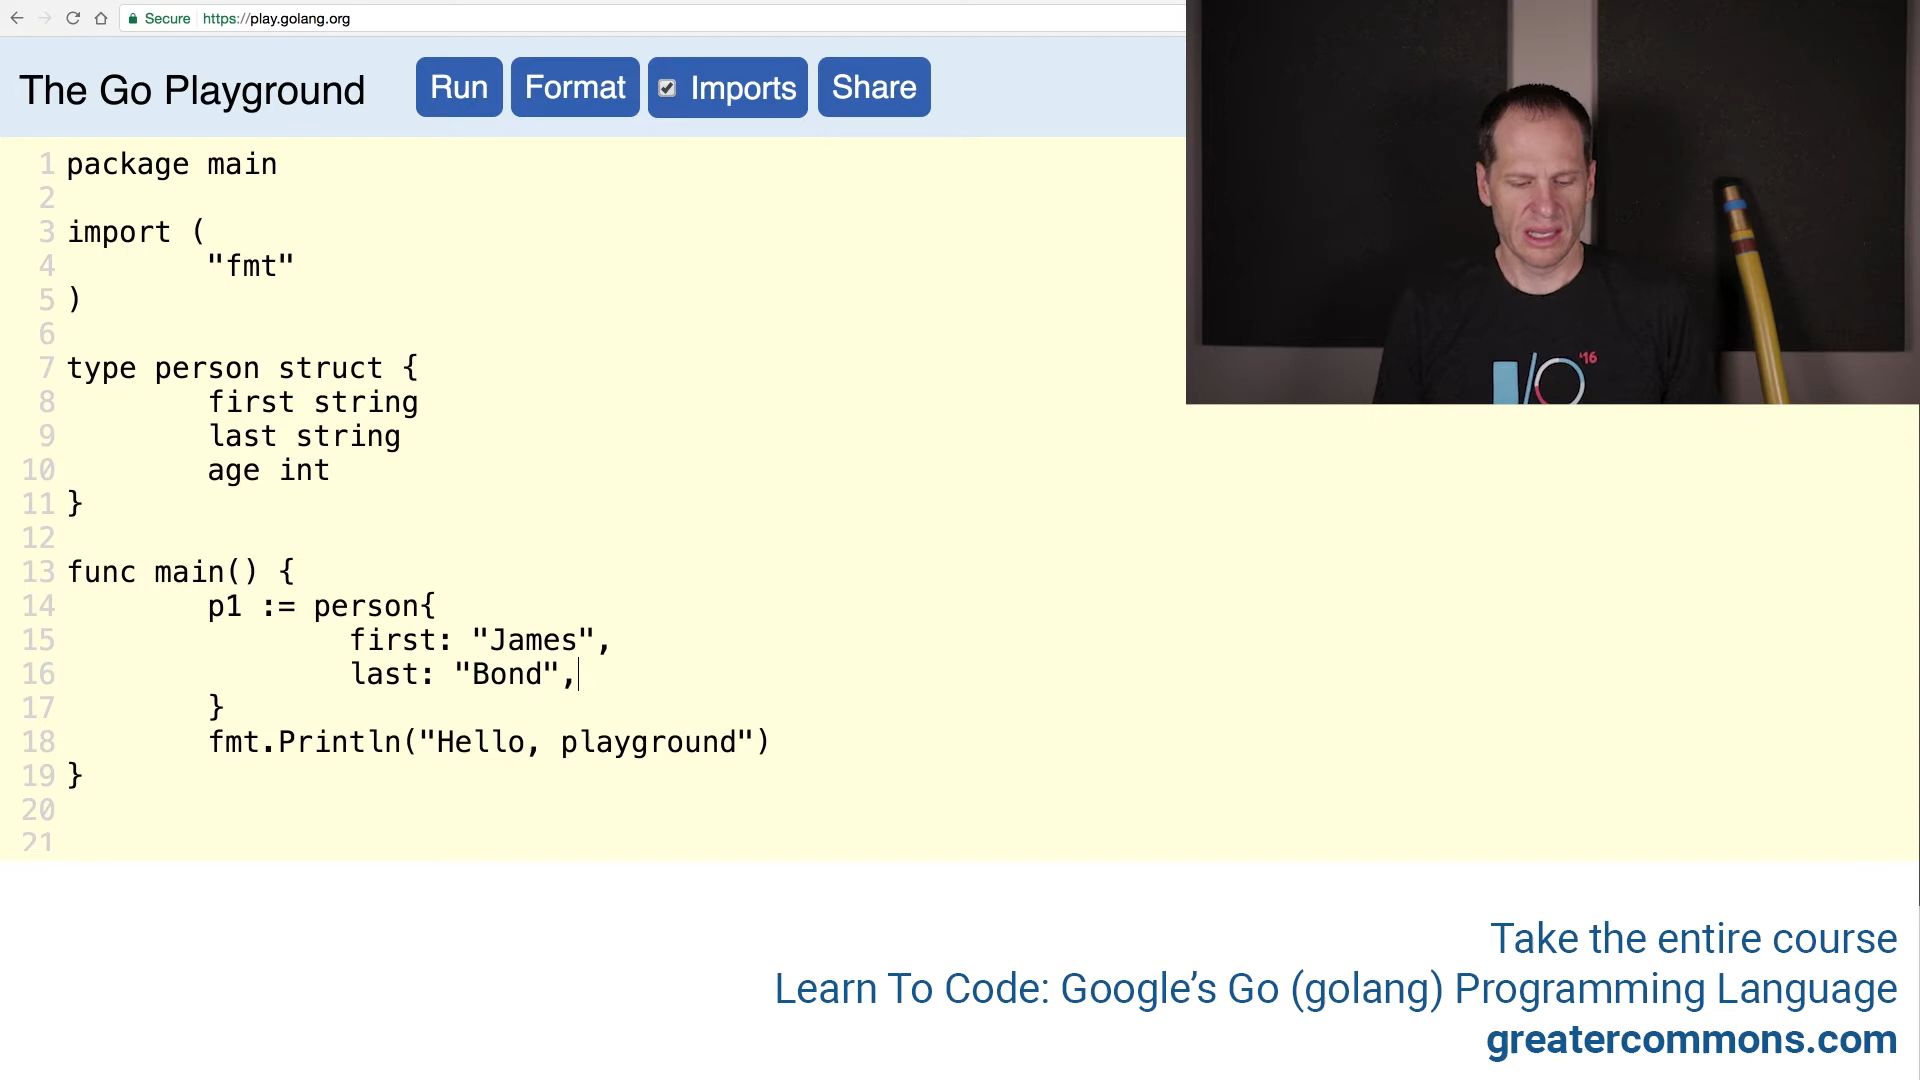 Secure https://play.golang.org
The Go Playground Run Format Imports Share
1 package main
2
3 import (
4 "fmt"
5 )
6
7 type person struct {
8 first string
9 last string
10 age int
11 }
12
13 func main() {
14 p1 := person{
15 first: "James",
16 last: "Bond",
17 }
18 fmt.Println("Hello, playground")
19 }
20
21
I/O '16
Take the entire course
Learn To Code: Google’s Go (golang) Programming Language
greatercommons.com